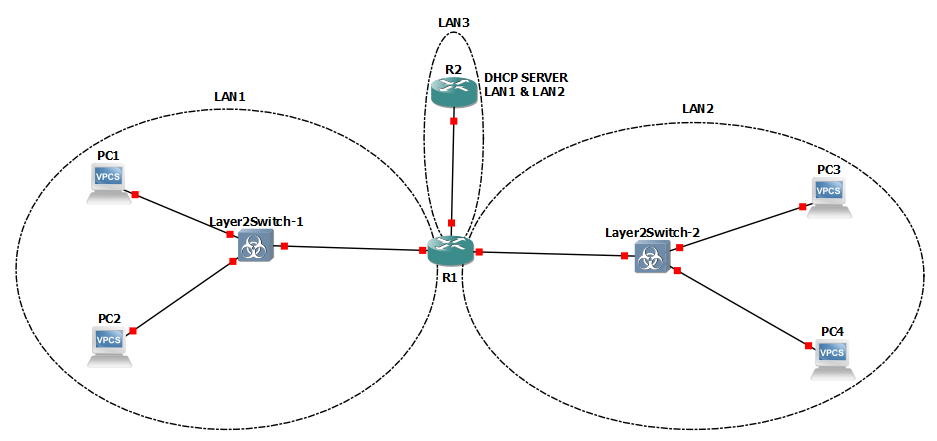 LAN3
R2
DHCP SERVER
LAN1 & LAN2
LAN1
LAN2
PC1
VPCS
PC3
VPCS
Layer2Switch-1
Layer2Switch-2
R1
PC2
VPCS
PC4
VPCS